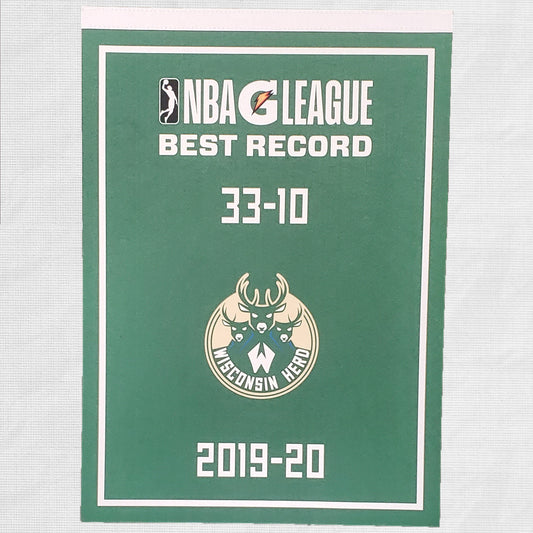 NBA G LEAGUE
BEST RECORD
33-10
W
WISCONSIN HERD
2019-20